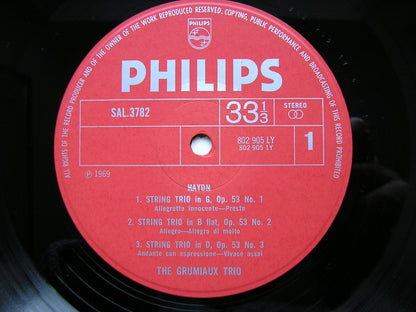 ALL RIGHTS OF THE RECORD PRODUCER AND OF THE OWNER OF THE WORK REPRODUCED RESERVED. COPYING, PUBLIC PERFORMANCE AND BROADCASTING OF THIS RECORD PROHIBITED
PHILIPS
PHILIPS
SAL.3782
33 1/3
STEREO
802 905 LY
802 905 LY
1
℗ 1969
HAYDN
1. STRING TRIO in G, Op. 53 No. 1
Allegretto innocente—Presto
2. STRING TRIO in B flat, Op. 53 No. 2
Allegro—Allegro di molto
3. STRING TRIO in D, Op. 53 No. 3
Andante con espressione—Vivace assai
THE GRUMIAUX TRIO